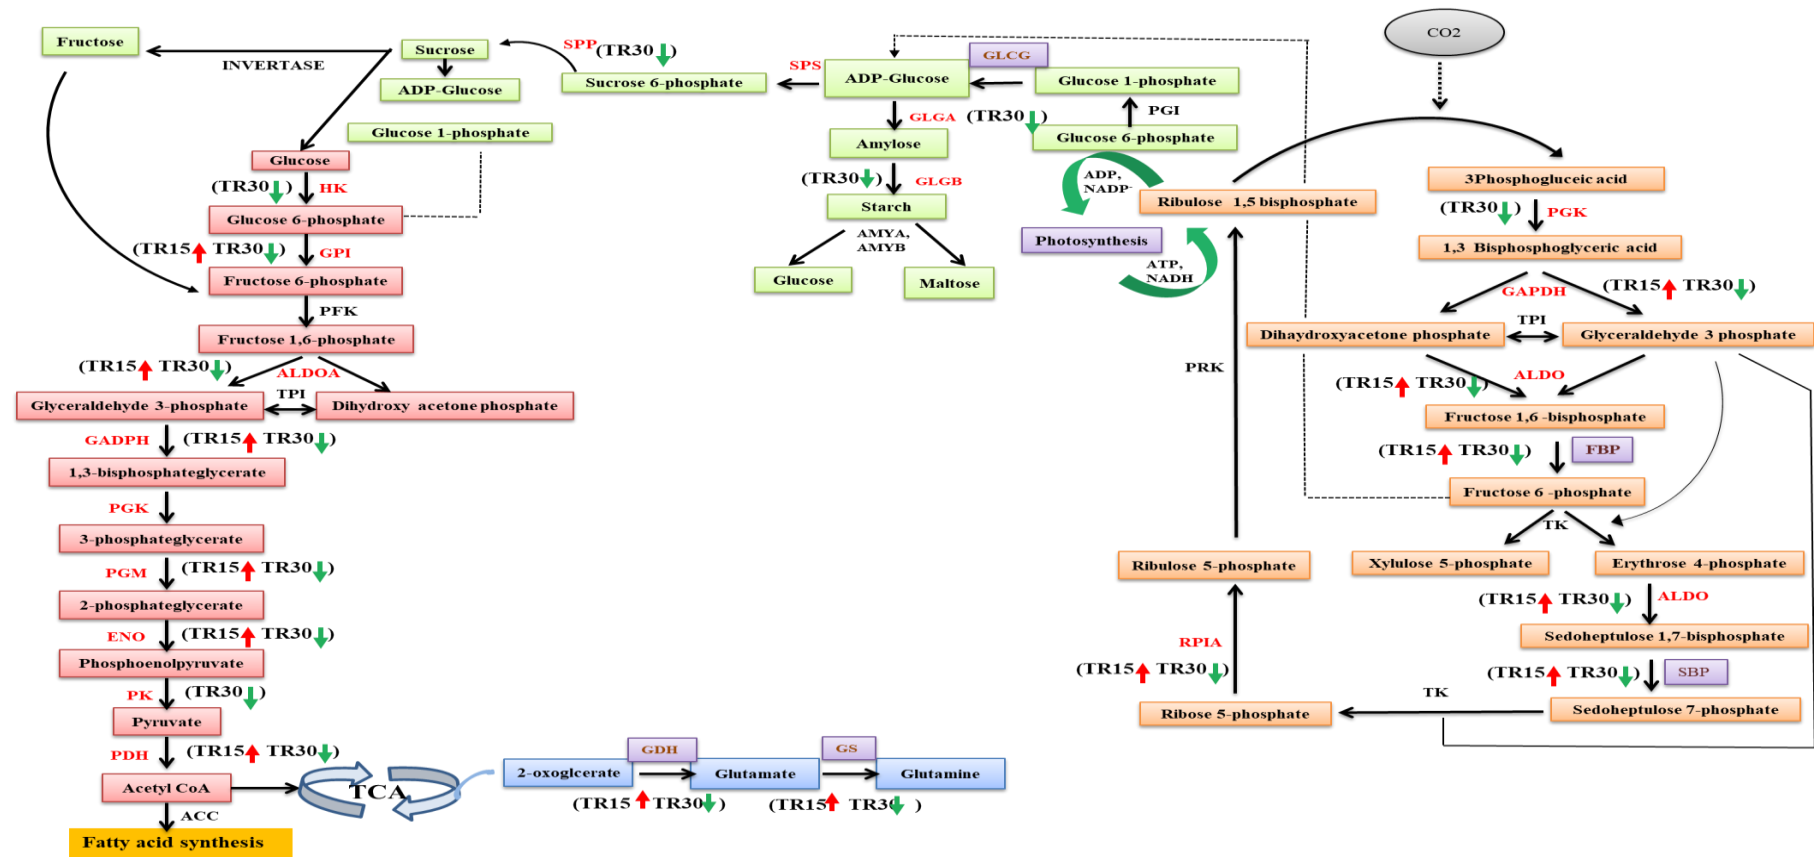 Fructose
INVERTASE
Sucrose
ADP-Glucose
Glucose 1-phosphate
SPP
(TR30 )
Sucrose 6-phosphate
SPS
ADP-Glucose
GLCG
Glucose 1-phosphate
PGI
Glucose 6-phosphate
GLGA
(TR30 )
Amylose
(TR30 )
GLGB
Starch
AMYA,
AMYB
Glucose
Maltose
Glucose
(TR30 )
HK
Glucose 6-phosphate
(TR15 TR30 )
GPI
Fructose 6-phosphate
PFK
Fructose 1,6-phosphate
(TR15 TR30 )
ALDOA
Glyceraldehyde 3-phosphate
TPI
Dihydroxy acetone phosphate
GADPH
(TR15 TR30 )
1,3-bisphosphateglycerate
PGK
3-phosphateglycerate
PGM
(TR15 TR30 )
2-phosphateglycerate
ENO
(TR15 TR30 )
Phosphoenolpyruvate
PK
(TR30 )
Pyruvate
PDH
(TR15 TR30 )
Acetyl CoA
ACC
Fatty acid synthesis
TCA
2-oxoglcerate
GDH
(TR15 TR30 )
Glutamate
GS
(TR15 TR30 )
Glutamine
CO2
3Phosphogluceic acid
(TR30 )
PGK
1,3 Bisphosphoglyceric acid
GAPDH
(TR15 TR30 )
Dihaydroxyacetone phosphate
TPI
Glyceraldehyde 3 phosphate
(TR15 TR30 )
ALDO
Fructose 1,6 -bisphosphate
(TR15 TR30 )
FBP
Fructose 6 -phosphate
TK
Xylulose 5-phosphate
Erythrose 4-phosphate
(TR15 TR30 )
ALDO
Sedoheptulose 1,7-bisphosphate
(TR15 TR30 )
SBP
Sedoheptulose 7-phosphate
TK
Ribose 5-phosphate
RPIA
(TR15 TR30 )
Ribulose 5-phosphate
PRK
Ribulose 1,5 bisphosphate
ADP,
NADP-
Photosynthesis
ATP,
NADH